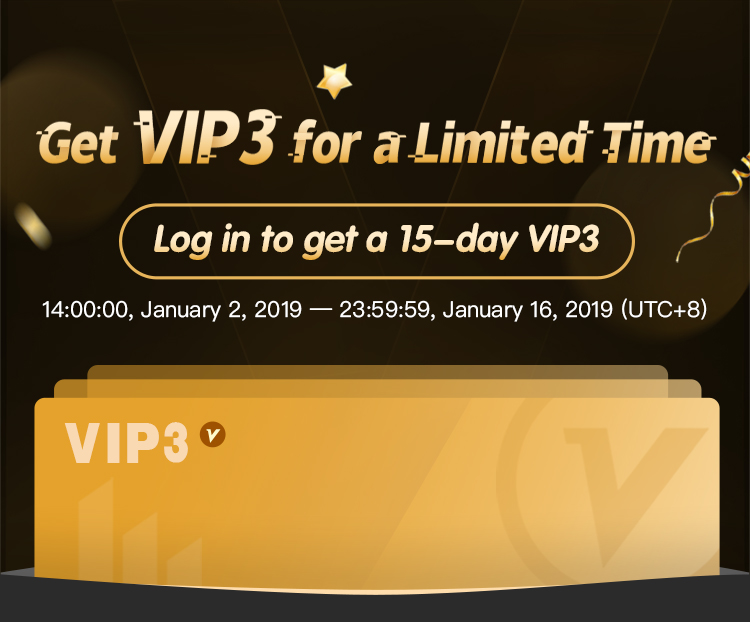 Get VIP3 for a Limited Time
Log in to get a 15-day VIP3
14:00:00, January 2, 2019 — 23:59:59, January 16, 2019 (UTC+8)
VIP3 V
V